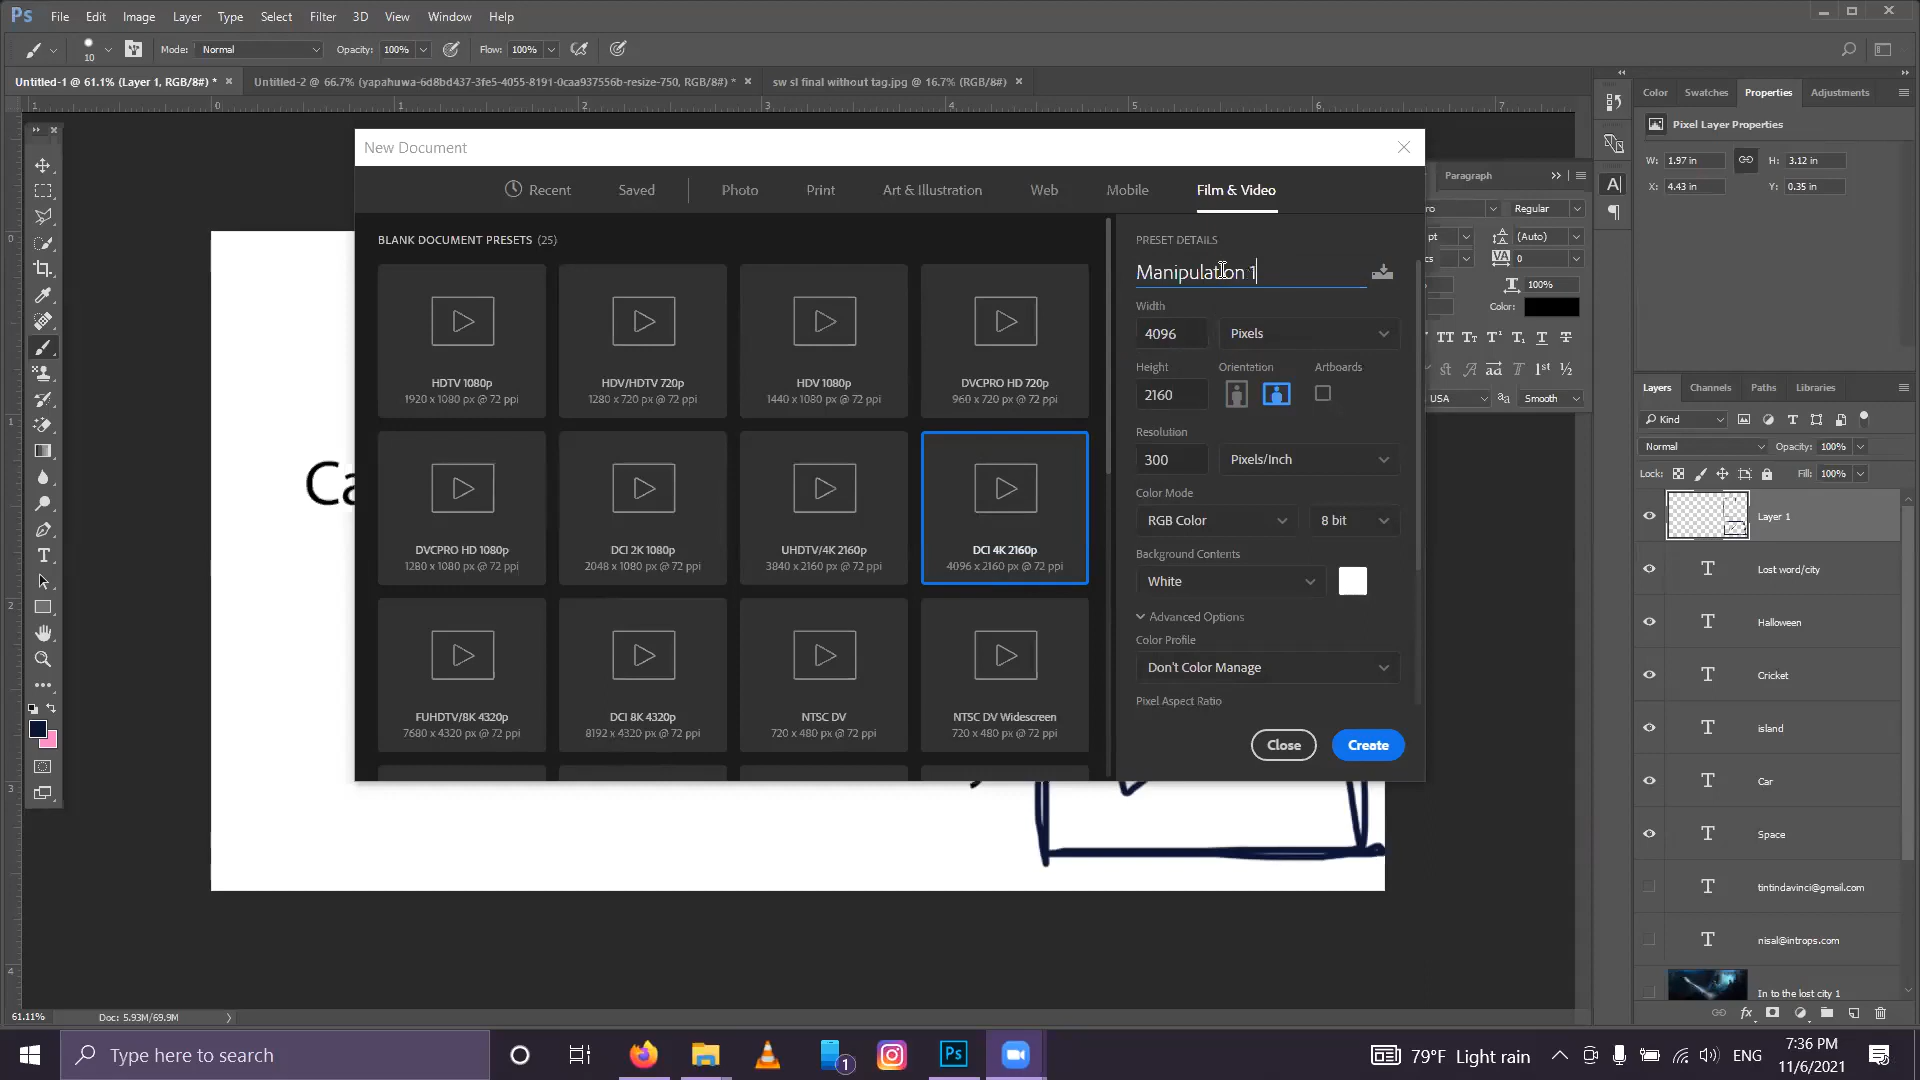 Ps File Edit Image Layer Type Select Filter 3D View Window Help
10 Mode: Normal Opacity: 100% Flow: 100%
Untitled-1 @ 61.1% (Layer 1, RGB/8#) * × Untitled-2 @ 66.7% (yapahuwa-6d8bd437-3fe5-4055-8191-0caa937556b-resize-750, RGB/8#) * × sw sl final without tag.jpg @ 16.7% (RGB/8#) ×
1 0 1 2 3 4 5 6 7
Color Swatches Properties Adjustments
Pixel Layer Properties
W: 1.97 in H: 3.12 in
X: 4.43 in Y: 0.35 in
Paragraph
Regular
(Auto)
0
100%
Color:
USA Smooth
New Document
Recent Saved Photo Print Art & Illustration Web Mobile Film & Video
BLANK DOCUMENT PRESETS (25)
HDTV 1080p HDV/HDTV 720p HDV 1080p DVCPRO HD 720p
1920 x 1080 px @ 72 ppi 1280 x 720 px @ 72 ppi 1440 x 1080 px @ 72 ppi 960 x 720 px @ 72 ppi
DVCPRO HD 1080p DCI 2K 1080p UHDTV/4K 2160p DCI 4K 2160p
1280 x 1080 px @ 72 ppi 2048 x 1080 px @ 72 ppi 3840 x 2160 px @ 72 ppi 4096 x 2160 px @ 72 ppi
FUHDTV/8K 4320p DCI 8K 4320p NTSC DV NTSC DV Widescreen
7680 x 4320 px @ 72 ppi 8192 x 4320 px @ 72 ppi 720 x 480 px @ 72 ppi 720 x 480 px @ 72 ppi
PRESET DETAILS
Manipulation 1
Width
4096 Pixels
Height Orientation Artboards
2160
Resolution
300 Pixels/Inch
Color Mode
RGB Color 8 bit
Background Contents
White
Advanced Options
Color Profile
Don't Color Manage
Pixel Aspect Ratio
Close Create
Ca
Layers Channels Paths Libraries
Kind
Normal Opacity: 100%
Lock: Fill: 100%
Layer 1
Lost word/city
Halloween
Cricket
island
Car
Space
tintindavinci@gmail.com
nisal@introps.com
In to the lost city 1
61.11% Doc: 5.93M/69.9M
Type here to search
1
79°F Light rain ENG 7:36 PM
11/6/2021